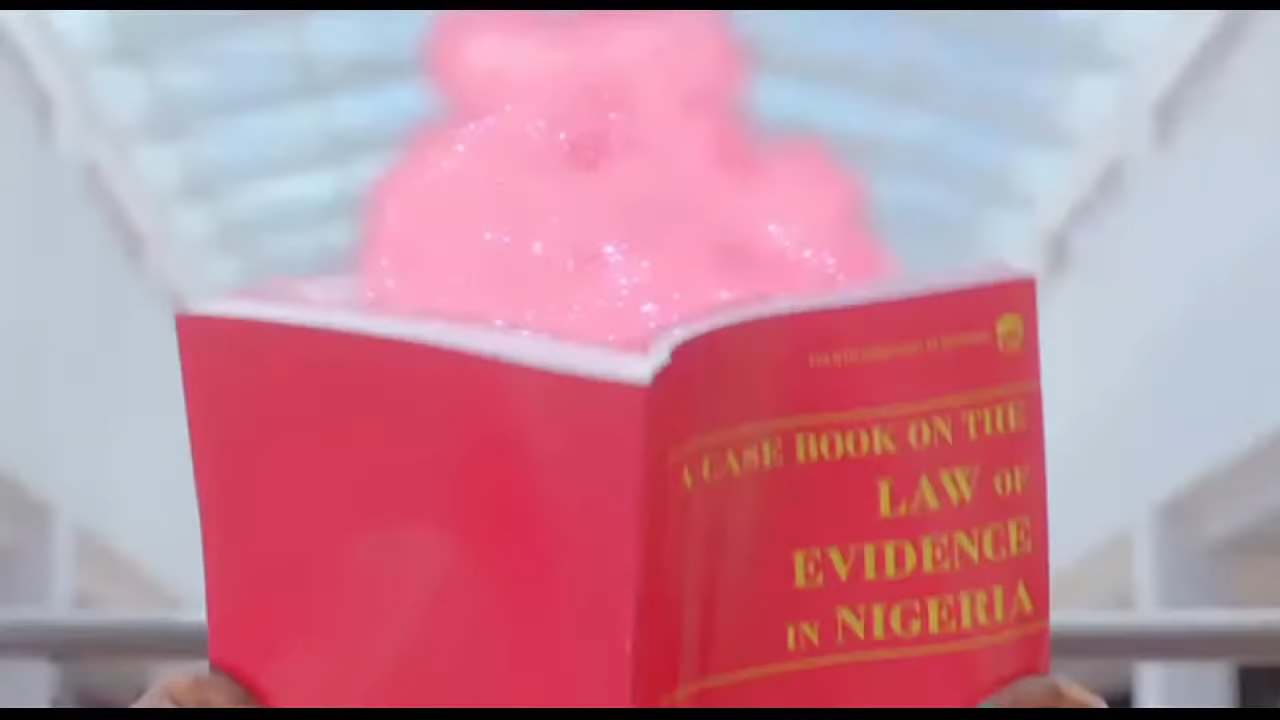 A CASE BOOK ON THE
LAW OF
EVIDENCE
IN NIGERIA